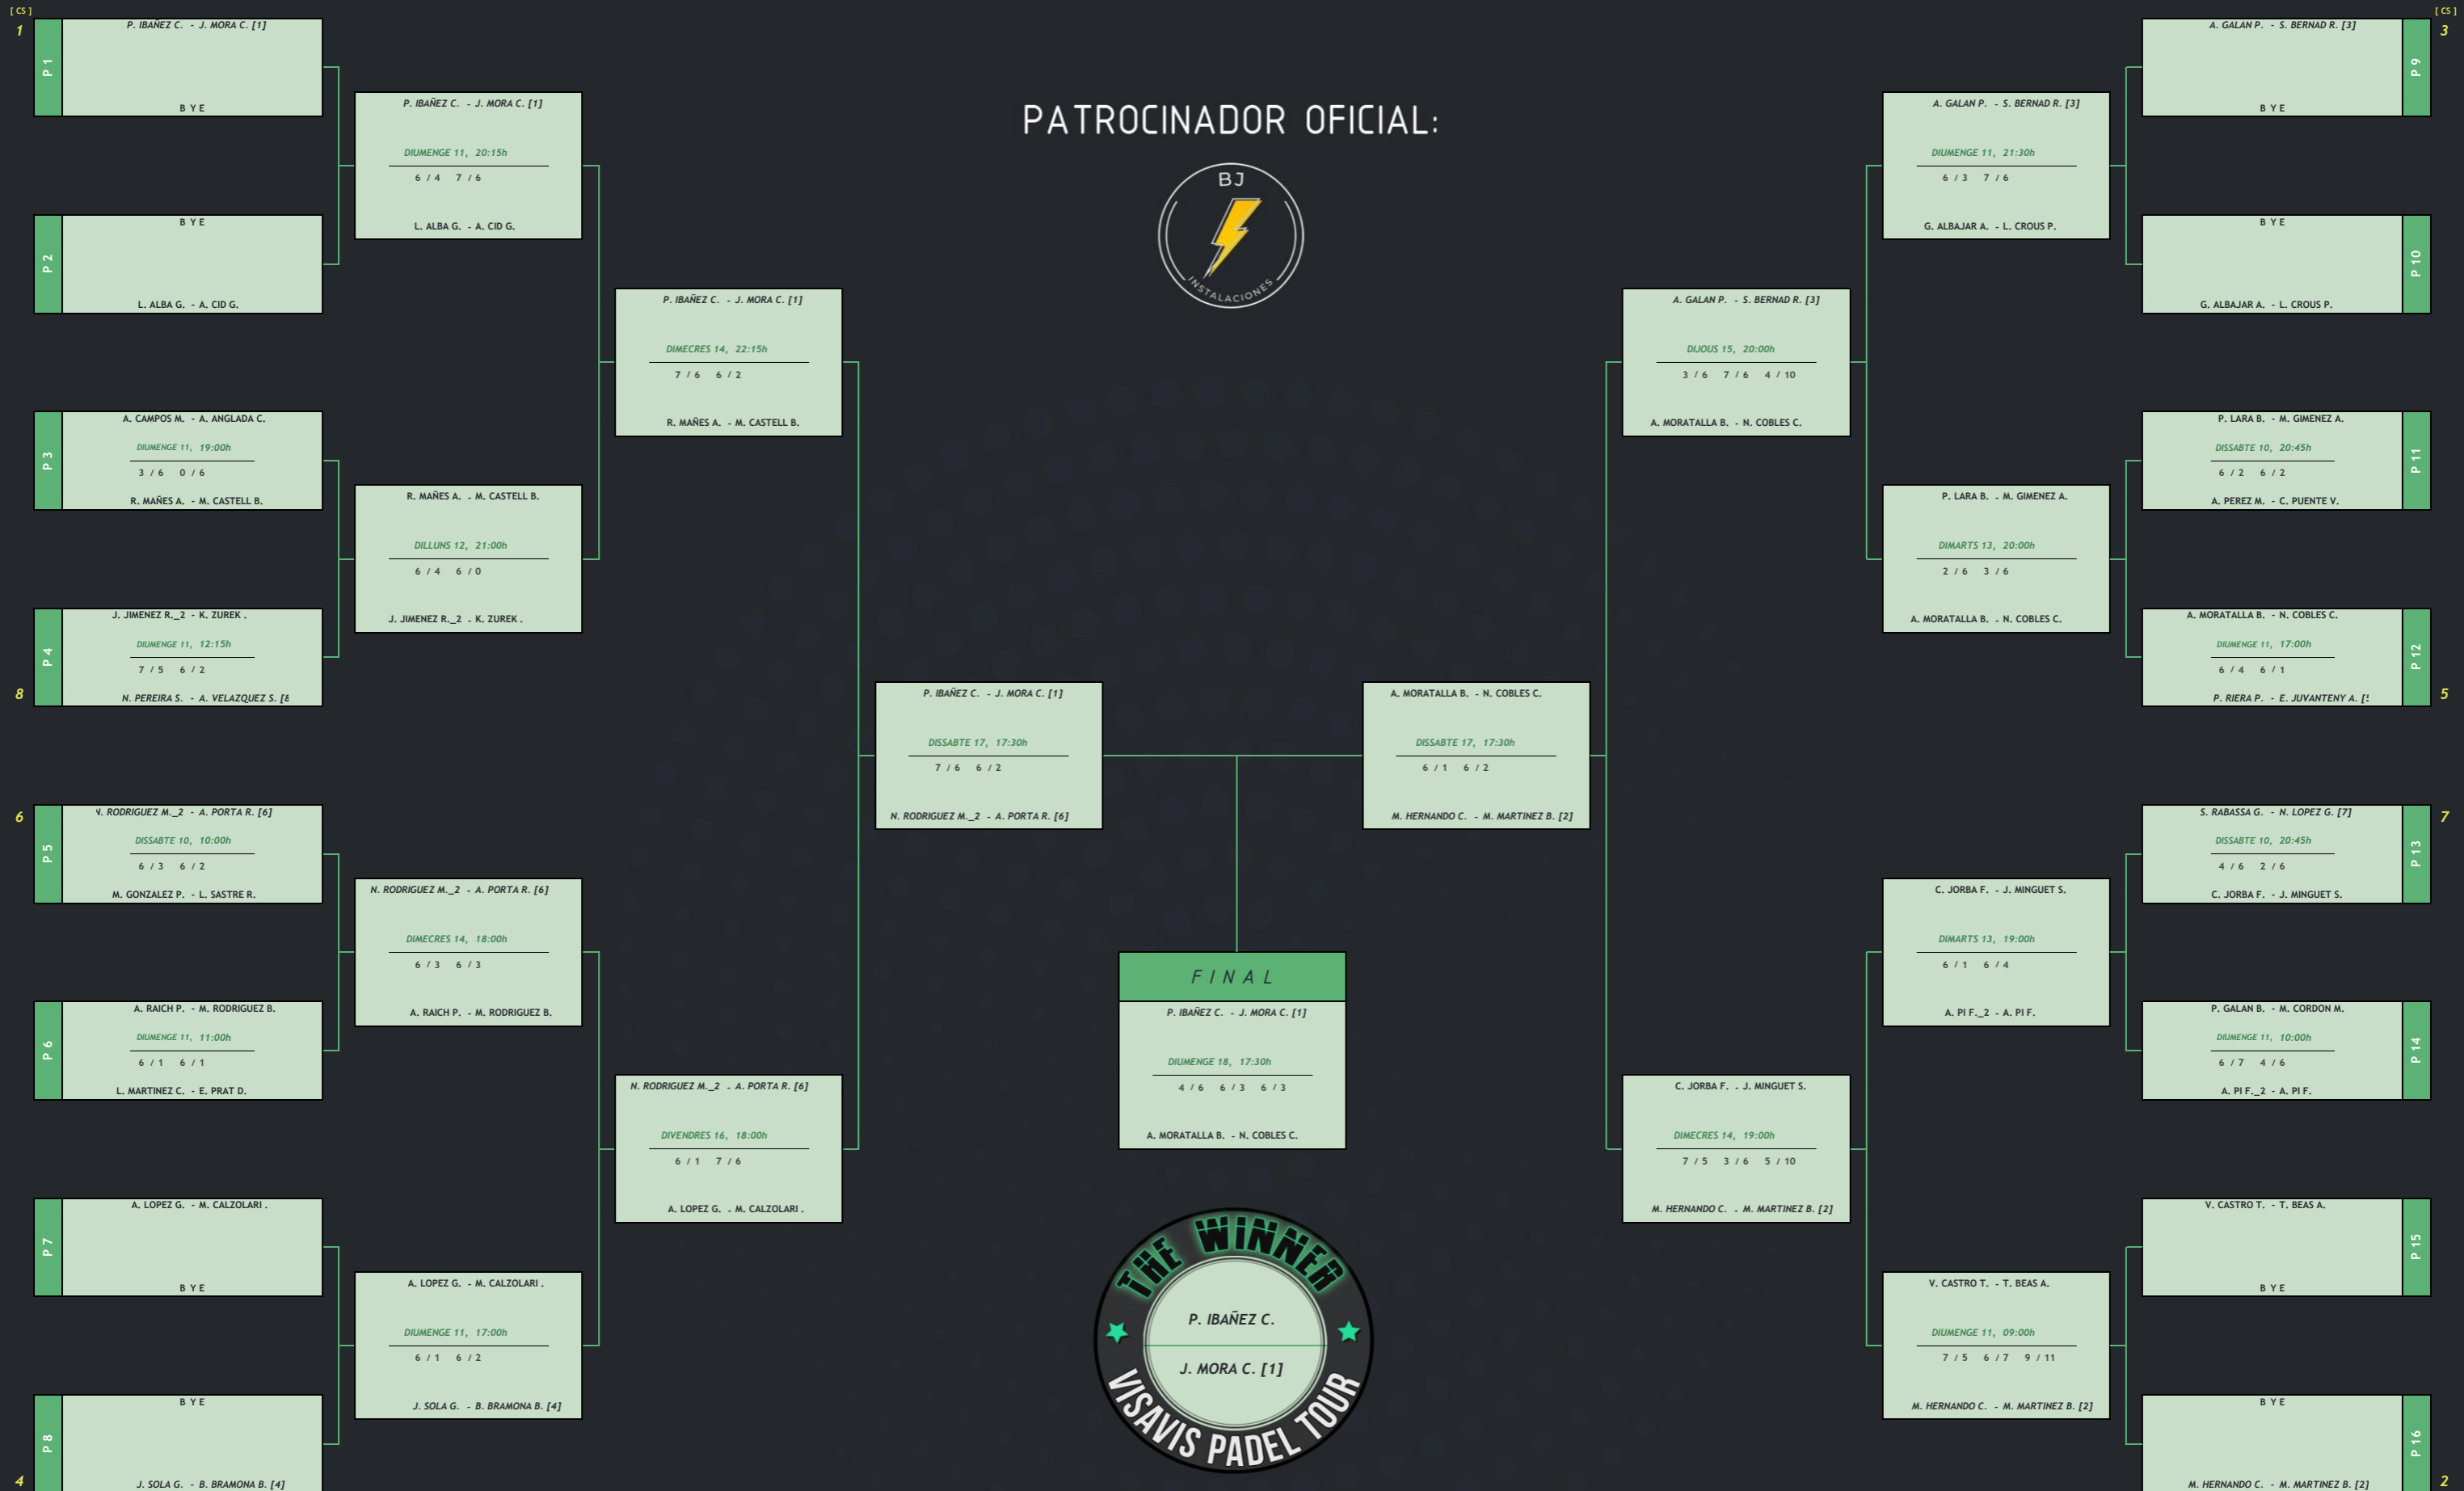 [ CS ]
1
P 1
P. IBAÑEZ C. - J. MORA C. [1]
B Y E
P 2
B Y E
L. ALBA G. - A. CID G.
P 3
A. CAMPOS M. - A. ANGLADA C.
DIUMENGE 11, 19:00h
3 / 6 0 / 6
R. MAÑES A. - M. CASTELL B.
P 4
8
J. JIMENEZ R._2 - K. ZUREK .
DIUMENGE 11, 12:15h
7 / 5 6 / 2
N. PEREIRA S. - A. VELAZQUEZ S. [8
6
P 5
N. RODRIGUEZ M._2 - A. PORTA R. [6]
DISSABTE 10, 10:00h
6 / 3 6 / 2
M. GONZALEZ P. - L. SASTRE R.
P 6
A. RAICH P. - M. RODRIGUEZ B.
DIUMENGE 11, 11:00h
6 / 1 6 / 1
L. MARTINEZ C. - E. PRAT D.
P 7
A. LOPEZ G. - M. CALZOLARI .
B Y E
P 8
4
B Y E
J. SOLA G. - B. BRAMONA B. [4]
P. IBAÑEZ C. - J. MORA C. [1]
DIUMENGE 11, 20:15h
6 / 4 7 / 6
L. ALBA G. - A. CID G.
R. MAÑES A. - M. CASTELL B.
DILLUNS 12, 21:00h
6 / 4 6 / 0
J. JIMENEZ R._2 - K. ZUREK .
N. RODRIGUEZ M._2 - A. PORTA R. [6]
DIMECRES 14, 18:00h
6 / 3 6 / 3
A. RAICH P. - M. RODRIGUEZ B.
A. LOPEZ G. - M. CALZOLARI .
DIUMENGE 11, 17:00h
6 / 1 6 / 2
J. SOLA G. - B. BRAMONA B. [4]
P. IBAÑEZ C. - J. MORA C. [1]
DIMECRES 14, 22:15h
7 / 6 6 / 2
R. MAÑES A. - M. CASTELL B.
N. RODRIGUEZ M._2 - A. PORTA R. [6]
DIVENDRES 16, 18:00h
6 / 1 7 / 6
A. LOPEZ G. - M. CALZOLARI .
P. IBAÑEZ C. - J. MORA C. [1]
DISSABTE 17, 17:30h
7 / 6 6 / 2
N. RODRIGUEZ M._2 - A. PORTA R. [6]
PATROCINADOR OFICIAL:
BJ
INSTALACIONES
FINAL
P. IBAÑEZ C. - J. MORA C. [1]
DIUMENGE 18, 17:30h
4 / 6 6 / 3 6 / 3
A. MORATALLA B. - N. COBLES C.
THE WINNER
P. IBAÑEZ C.
J. MORA C. [1]
VISAVIS PADEL TOUR
A. MORATALLA B. - N. COBLES C.
DISSABTE 17, 17:30h
6 / 1 6 / 2
M. HERNANDO C. - M. MARTINEZ B. [2]
A. GALAN P. - S. BERNAD R. [3]
DIJOUS 15, 20:00h
3 / 6 7 / 6 4 / 10
A. MORATALLA B. - N. COBLES C.
C. JORBA F. - J. MINGUET S.
DIMECRES 14, 19:00h
7 / 5 3 / 6 5 / 10
M. HERNANDO C. - M. MARTINEZ B. [2]
A. GALAN P. - S. BERNAD R. [3]
DIUMENGE 11, 21:30h
6 / 3 7 / 6
G. ALBAJAR A. - L. CROUS P.
P. LARA B. - M. GIMENEZ A.
DIMARTS 13, 20:00h
2 / 6 3 / 6
A. MORATALLA B. - N. COBLES C.
C. JORBA F. - J. MINGUET S.
DIMARTS 13, 19:00h
6 / 1 6 / 4
A. PI F._2 - A. PI F.
V. CASTRO T. - T. BEAS A.
DIUMENGE 11, 09:00h
7 / 5 6 / 7 9 / 11
M. HERNANDO C. - M. MARTINEZ B. [2]
[ CS ]
3
P 9
A. GALAN P. - S. BERNAD R. [3]
B Y E
P 10
B Y E
G. ALBAJAR A. - L. CROUS P.
P 11
P. LARA B. - M. GIMENEZ A.
DISSABTE 10, 20:45h
6 / 2 6 / 2
A. PEREZ M. - C. PUENTE V.
P 12
5
A. MORATALLA B. - N. COBLES C.
DIUMENGE 11, 17:00h
6 / 4 6 / 1
P. RIERA P. - E. JUVANTENY A.
7
P 13
S. RABASSA G. - N. LOPEZ G. [7]
DISSABTE 10, 20:45h
4 / 6 2 / 6
C. JORBA F. - J. MINGUET S.
P 14
P. GALAN B. - M. CORDON M.
DIUMENGE 11, 10:00h
6 / 7 4 / 6
A. PI F._2 - A. PI F.
P 15
V. CASTRO T. - T. BEAS A.
B Y E
P 16
2
B Y E
M. HERNANDO C. - M. MARTINEZ B. [2]